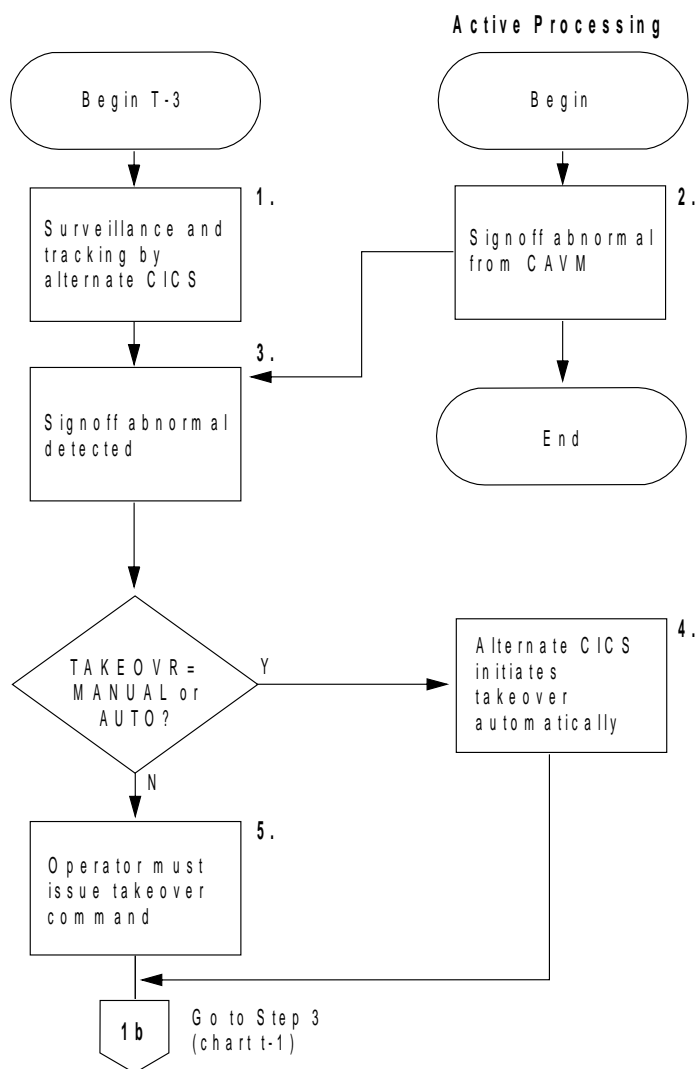 Active Processing
Begin T-3
Begin
1.
Surveillance and
tracking by
alternate CICS
2.
Signoff abnormal
from CAVM
3.
Signoff abnormal
detected
End
TAKEOVR=
MANUAL or
AUTO?
Y
N
4.
Alternate CICS
initiates
takeover
automatically
5.
Operator must
issue takeover
command
1b
Go to Step 3
(chart t-1)